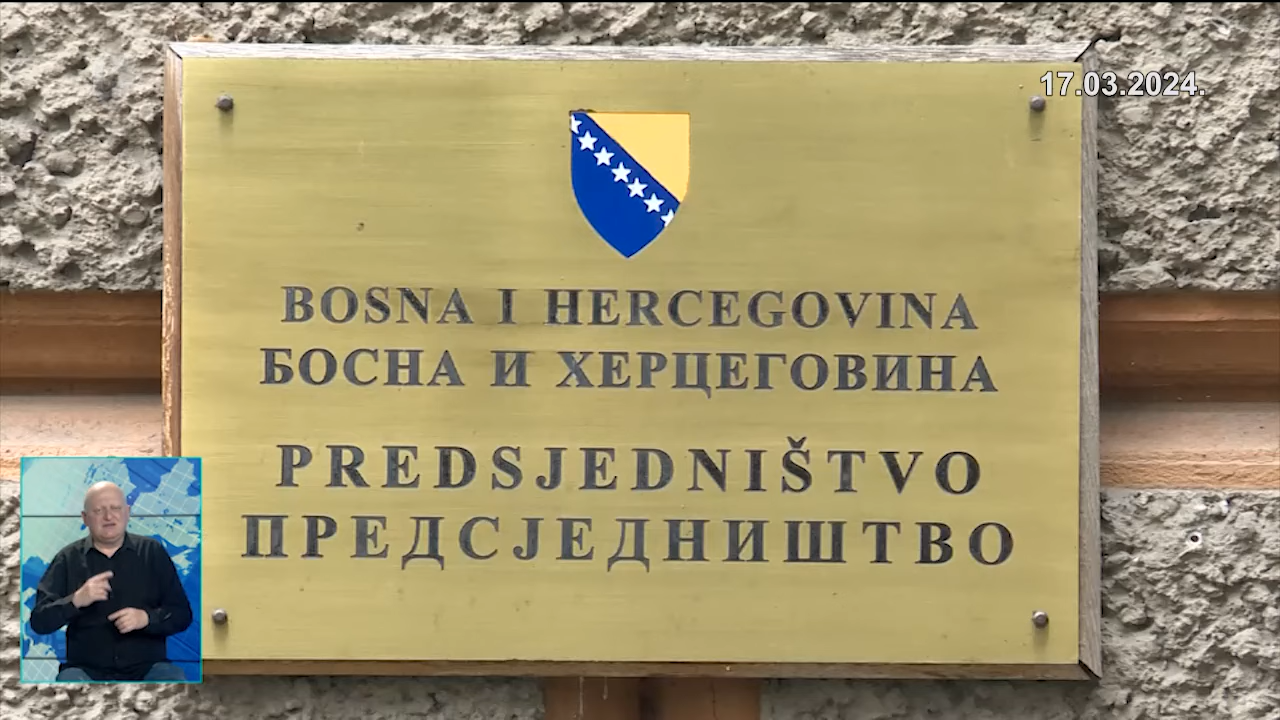 17.03.2024.
BOSNA I HERCEGOVINA
БОСНА И ХЕРЦЕГОВИНА
PREDSJEDNIŠTVO
ПРЕДСЈЕДНИШТВО